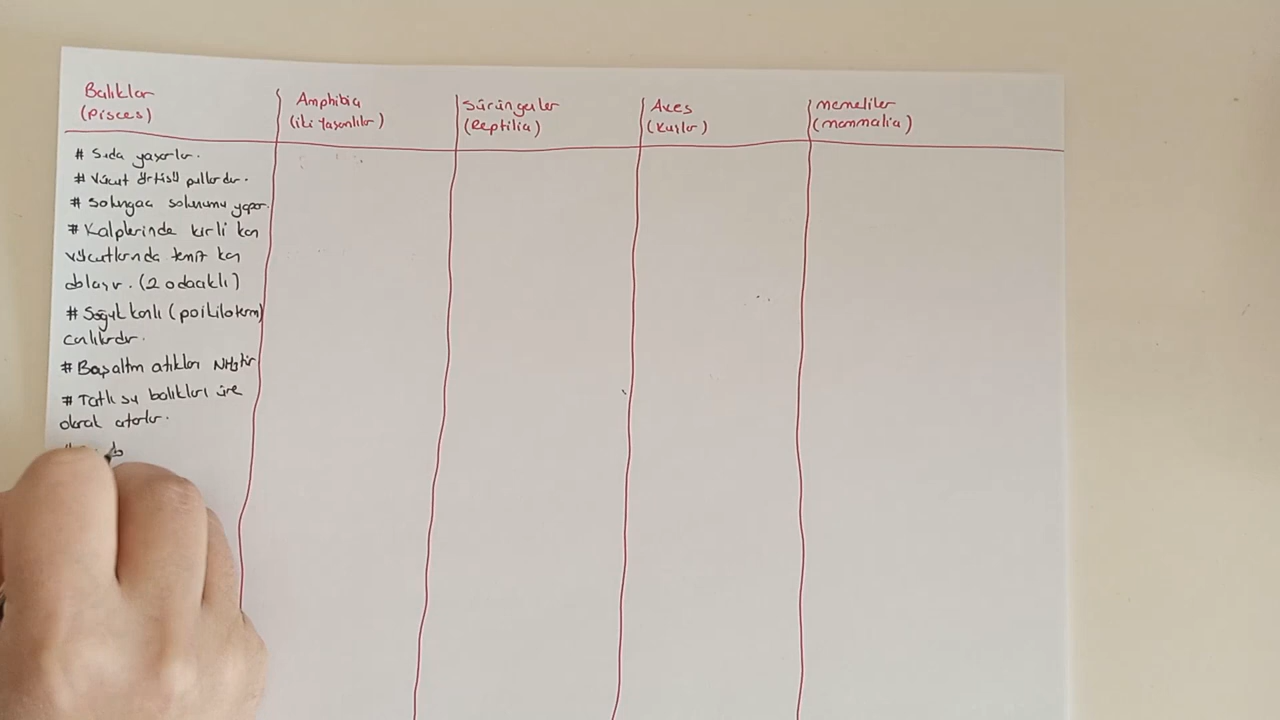 Balıklar
(Pisces)
Amphibia
(iki Yaşamlılar)
Sürüngenler
(Reptilia)
Aves
(Kuşlar)
memeliler
(mammalia)
# Suda yaşarlar.
# Vücut örtüsü pullardır.
# Solungaç solunumu yapar
# Kalplerinde kirli kan
vücutlarında temiz kan
dolaşır. (2 odacıklı)
# Soğuk kanlı (poikiloterm)
canlılardır.
# Boşaltım atıkları NH3tür
# Tatlı su balıkları üre
olarak atarlar.